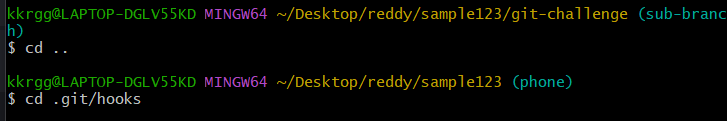 kkrgg@LAPTOP-DGLV55KD MINGW64 ~/Desktop/reddy/sample123/git-challenge (sub-branc
h)
$ cd ..
kkrgg@LAPTOP-DGLV55KD MINGW64 ~/Desktop/reddy/sample123 (phone)
$ cd .git/hooks